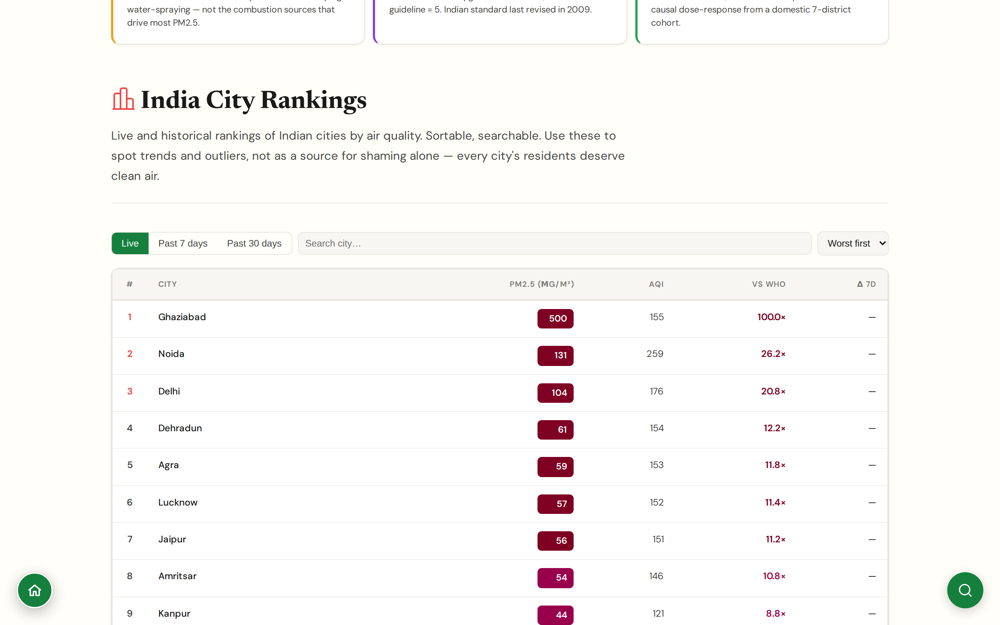 water-spraying — not the combustion sources that
drive most PM2.5.
guideline = 5. Indian standard last revised in 2009.
causal dose-response from a domestic 7-district
cohort.
India City Rankings
Live and historical rankings of Indian cities by air quality. Sortable, searchable. Use these to
spot trends and outliers, not as a source for shaming alone — every city's residents deserve
clean air.
Live Past 7 days Past 30 days Search city… Worst first
# CITY PM2.5 (ΜG/M³) AQI VS WHO Δ 7D
1 Ghaziabad 500 155 100.0× —
2 Noida 131 259 26.2× —
3 Delhi 104 176 20.8× —
4 Dehradun 61 154 12.2× —
5 Agra 59 153 11.8× —
6 Lucknow 57 152 11.4× —
7 Jaipur 56 151 11.2× —
8 Amritsar 54 146 10.8× —
9 Kanpur 44 121 8.8× —